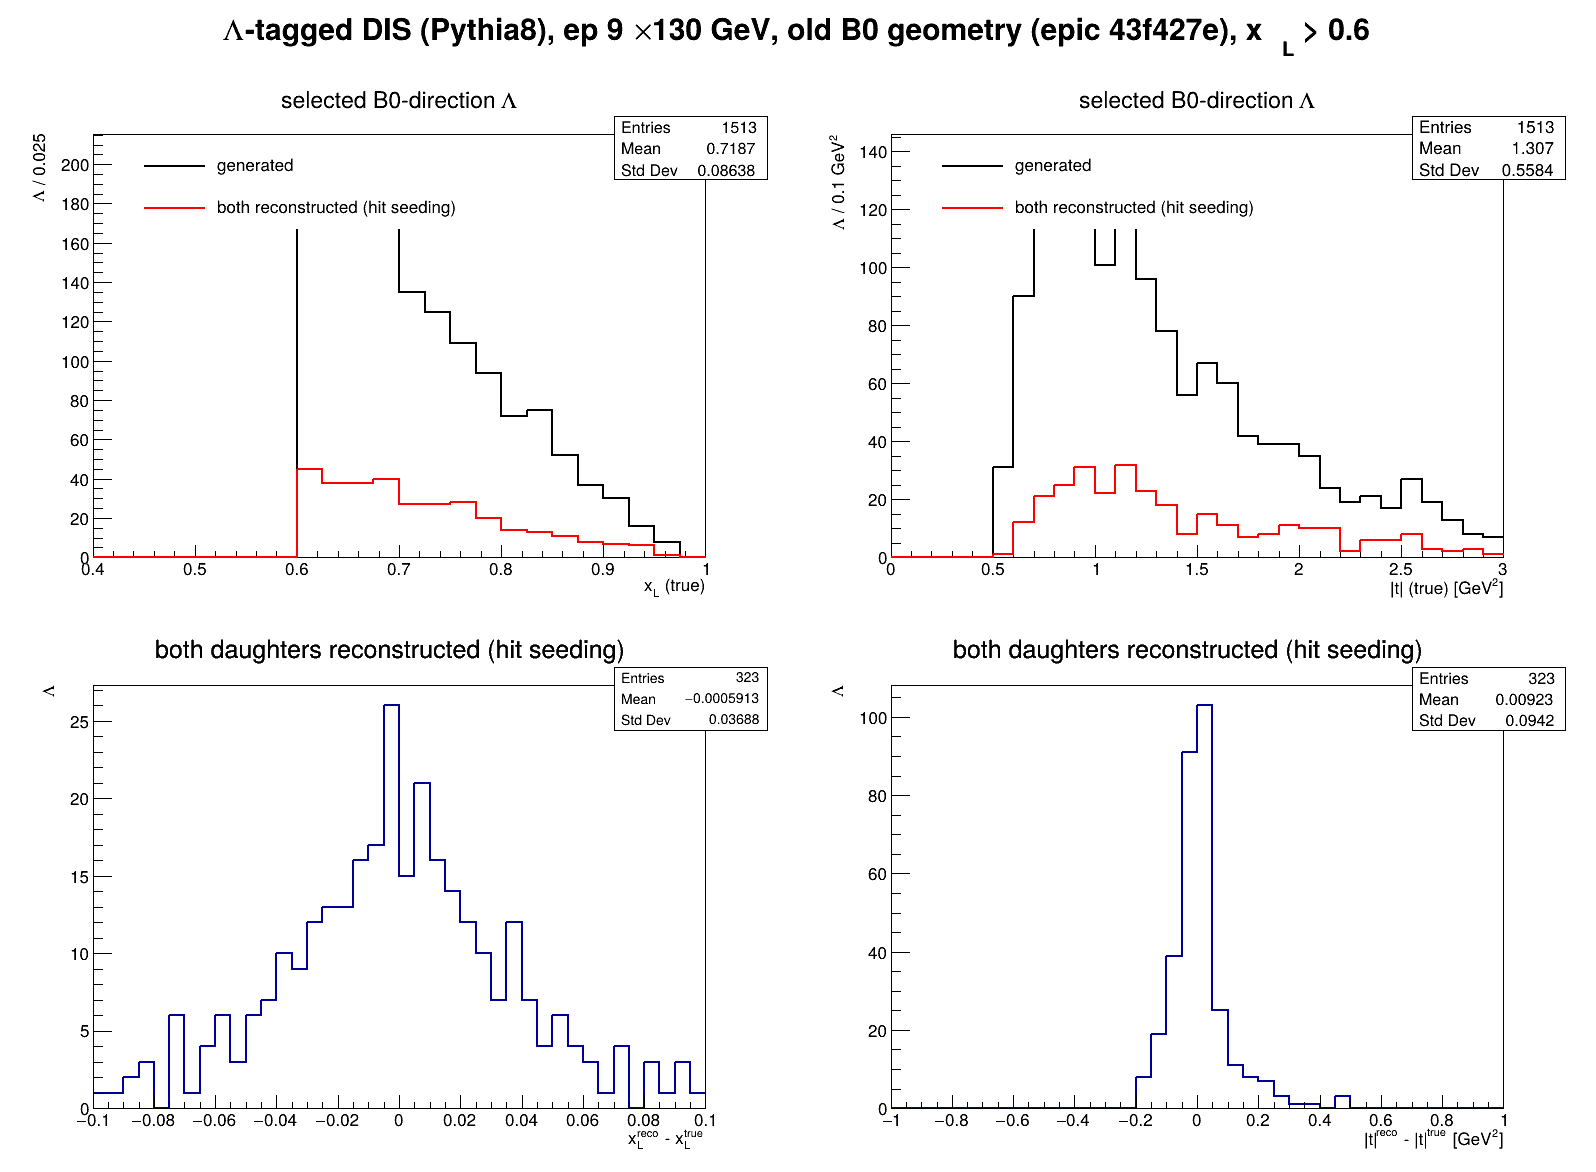 Λ-tagged DIS (Pythia8), ep 9 ×130 GeV, old B0 geometry (epic 43f427e), x L > 0.6
selected B0-direction Λ
Entries 1513
Mean 0.7187
Std Dev 0.08638
Λ / 0.025
generated
both reconstructed (hit seeding)
200
180
160
140
120
100
80
60
40
20
0
0.4 0.5 0.6 0.7 0.8 0.9 1
xL (true)
selected B0-direction Λ
Entries 1513
Mean 1.307
Std Dev 0.5584
Λ / 0.1 GeV²
generated
both reconstructed (hit seeding)
140
120
100
80
60
40
20
0
0 0.5 1 1.5 2 2.5 3
|t| (true) [GeV²]
both daughters reconstructed (hit seeding)
Entries 323
Mean −0.0005913
Std Dev 0.03688
Λ
25
20
15
10
5
0
−0.1 −0.08 −0.06 −0.04 −0.02 0 0.02 0.04 0.06 0.08 0.1
xL reco - xL true
both daughters reconstructed (hit seeding)
Entries 323
Mean 0.00923
Std Dev 0.0942
Λ
100
80
60
40
20
0
−1 −0.8 −0.6 −0.4 −0.2 0 0.2 0.4 0.6 0.8 1
|t|reco - |t|true [GeV²]